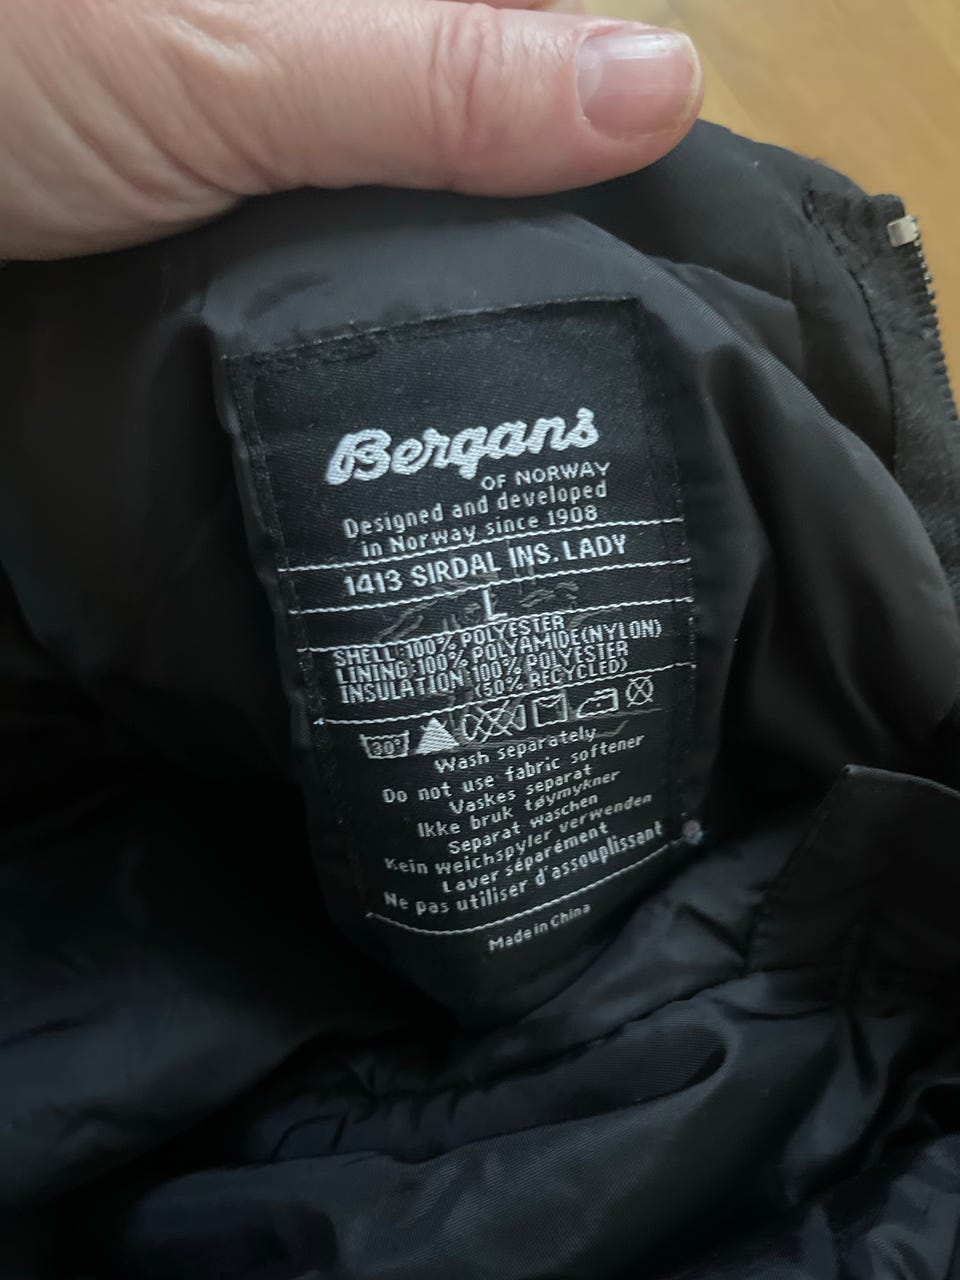 Bergans
OF NORWAY
Designed and developed
in Norway since 1908
1413 SIRDAL INS. LADY
L
SHELL:100% POLYESTER
LINING:100% POLYAMIDE(NYLON)
INSULATION:100% POLYESTER
(50% RECYCLED)
30°
Wash separately
Do not use fabric softener
Vaskes separat
Ikke bruk tøymykner
Separat waschen
Kein weichspyler verwenden
Laver séparément
Ne pas utiliser d'assouplissant
Made in China